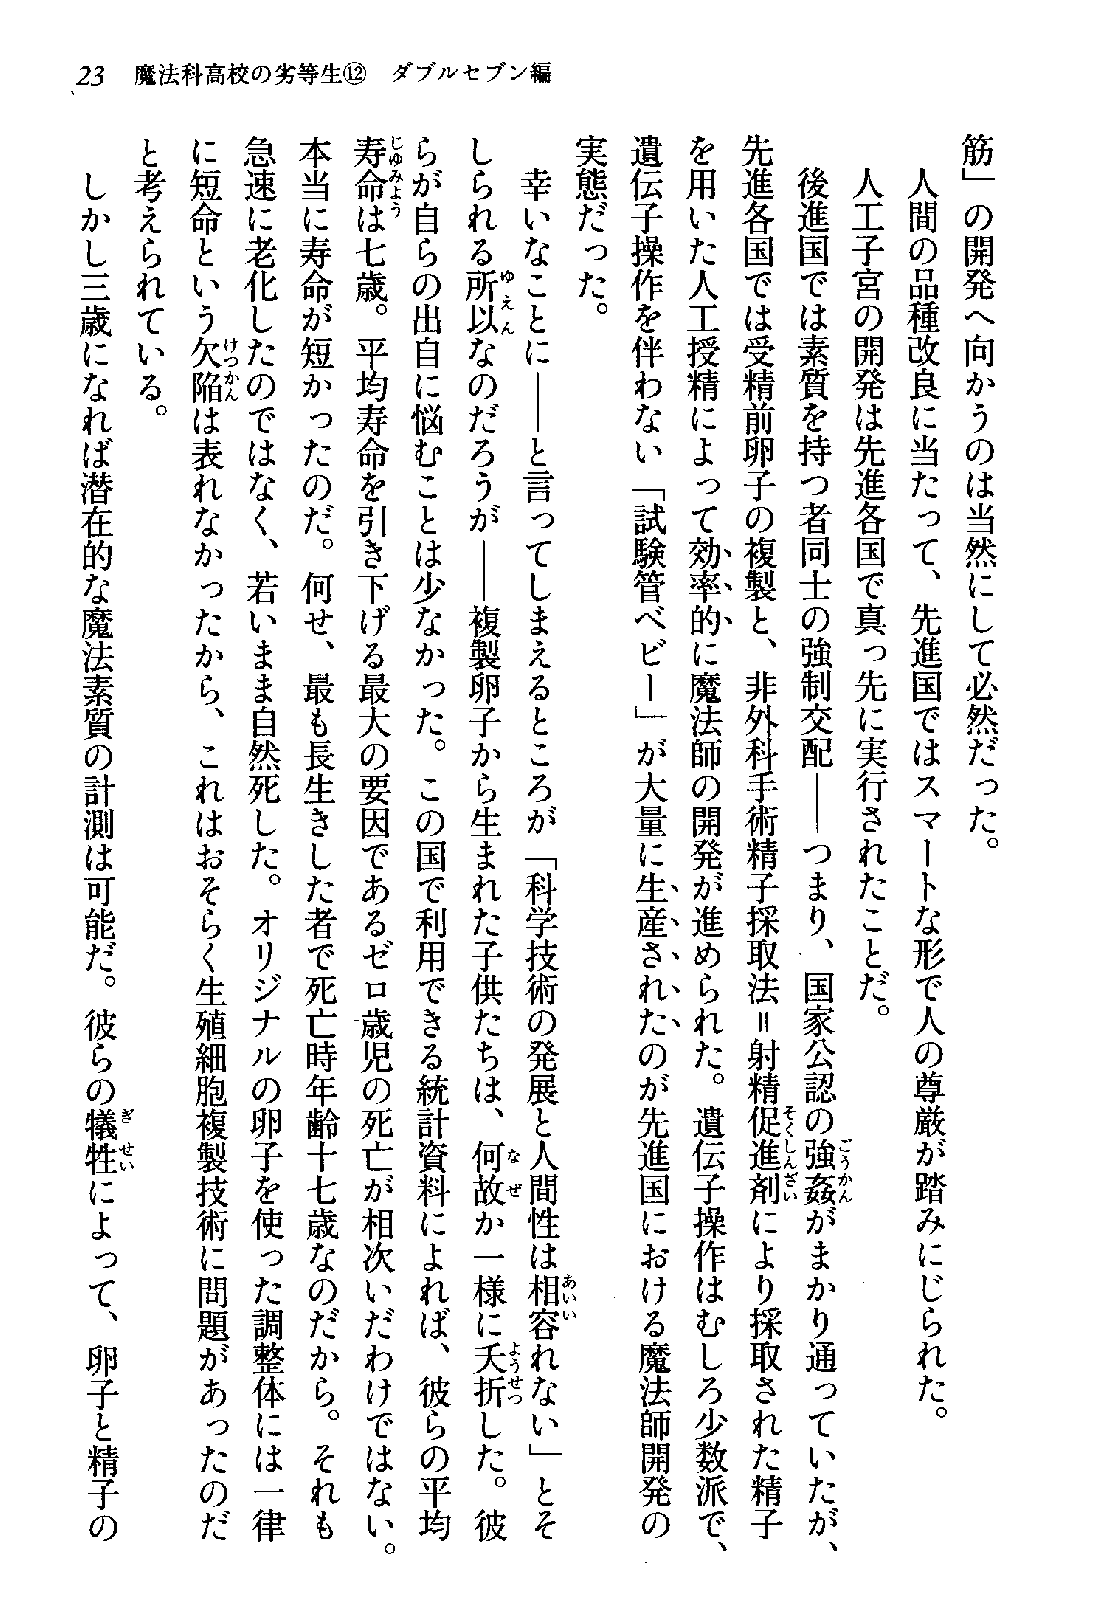 23　魔法科高校の劣等生⑫　ダブルセブン編
筋」の開発へ向かうのは当然にして必然だった。
　人間の品種改良に当たって、先進国ではスマートな形で人の尊厳が踏みにじられた。
　人工子宮の開発は先進各国で真っ先に実行されたことだ。
　後進国では素質を持つ者同士の強制交配――つまり、国家公認の強姦がまかり通っていたが、
先進各国では受精前卵子の複製と、非外科手術精子採取法＝射精促進剤により採取された精子
を用いた人工授精によって効率的に魔法師の開発が進められた。遺伝子操作はむしろ少数派で、
遺伝子操作を伴わない「試験管ベビー」が大量に生産されたのが先進国における魔法師開発の
実態だった。
　幸いなことに――と言ってしまえるところが「科学技術の発展と人間性は相容れない」とそ
しられる所以なのだろうが――複製卵子から生まれた子供たちは、何故か一様に夭折した。彼
らが自らの出自に悩むことは少なかった。この国で利用できる統計資料によれば、彼らの平均
寿命は七歳。平均寿命を引き下げる最大の要因であるゼロ歳児の死亡が相次いだわけではない。
本当に寿命が短かったのだ。何せ、最も長生きした者で死亡時年齢十七歳なのだから。それも
急速に老化したのではなく、若いまま自然死した。オリジナルの卵子を使った調整体には一律
に短命という欠陥は表れなかったから、これはおそらく生殖細胞複製技術に問題があったのだ
と考えられている。
　しかし三歳になれば潜在的な魔法素質の計測は可能だ。彼らの犠牲によって、卵子と精子の